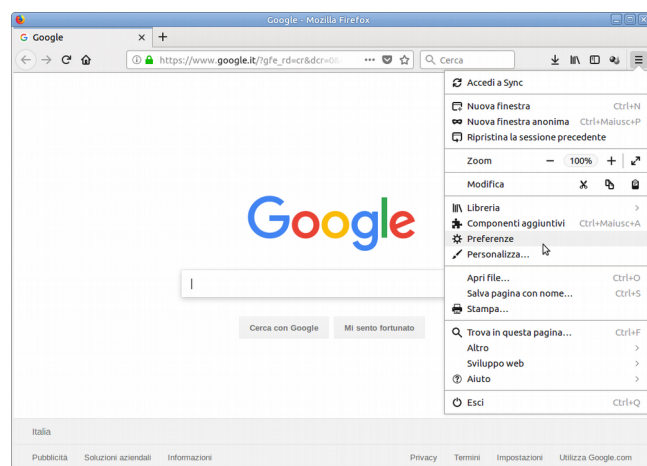 Google - Mozilla Firefox
G Google × +
https://www.google.it/?gfe_rd=cr&dcr=0&
Cerca
Accedi a Sync
Nuova finestra Ctrl+N
Nuova finestra anonima Ctrl+Maiusc+P
Ripristina la sessione precedente
Zoom − 100% +
Modifica
Libreria >
Componenti aggiuntivi Ctrl+Maiusc+A
Preferenze
Personalizza...
Google
Apri file... Ctrl+O
Salva pagina con nome... Ctrl+S
Stampa...
Cerca con Google Mi sento fortunato
Trova in questa pagina... Ctrl+F
Altro >
Sviluppo web >
Aiuto >
Esci Ctrl+Q
Italia
Pubblicità Soluzioni aziendali Informazioni Privacy Termini Impostazioni Utilizza Google.com